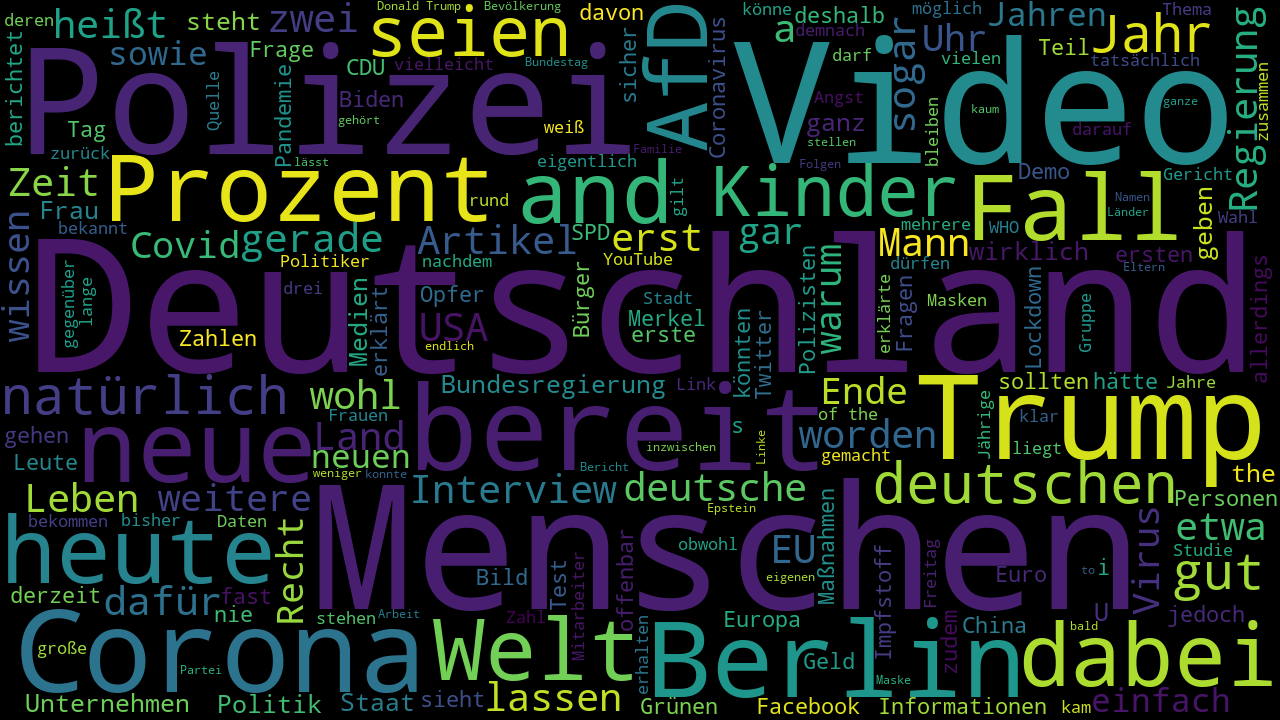 deren heißt steht zwei Donald Trump Bevölkerung davon könne deshalb möglich Jahren Thema
berichtet sowie Frage seien AfD a demnach sogar Uhr Teil Jahr Regierung
Polizei Video
Quelle Pandemie CDU vielleicht Bundestag sicher Coronavirus darf vielen tatsächlich
Biden Angst kaum ganze zusammen
Tag gehört weiß ganz bleiben darauf
zurück lässt Familie stellen
Zeit Prozent eigentlich and Kinder Folgen Fall Demo Gericht
rund gilt Namen
Frau mehrere WHO Länder Wahl geben
wissen bekannt Covid gerade Artikel SPD erst gar Mann wirklich ersten
Politiker nachdem YouTube dürfen Eltern
Deutschland
gegenüber lange drei Medien erklärt Opfer Bürger Stadt Polizisten warum erklärte Fragen Masken Lockdown Gruppe allerdings
Zahlen USA Merkel
endlich erste könnten Twitter
natürlich wohl Bundesregierung Link Ende Trump sollten hätte Jahre
neue bereit
gehen Frauen Land s of the worden Jährige klar
Leute neuen inzwischen Linke gemacht liegt
weniger konnte Bericht the
Leben weitere Interview deutsche deutschen Personen
Epstein
heute bekommen bisher Daten Recht Menschen Virus etwa
obwohl EU Maßnahmen Studie
derzeit dafür fast Bild Test offenbar eigenen Impfstoff Freitag Euro to i gut
nie stehen Arbeit Zahl Mitarbeiter zudem U jedoch
Corona Welt Berlin Europa China bald dabei
große erhalten Geld
Partei Maske
Unternehmen Politik Staat sieht lassen Grünen Facebook Informationen kam einfach